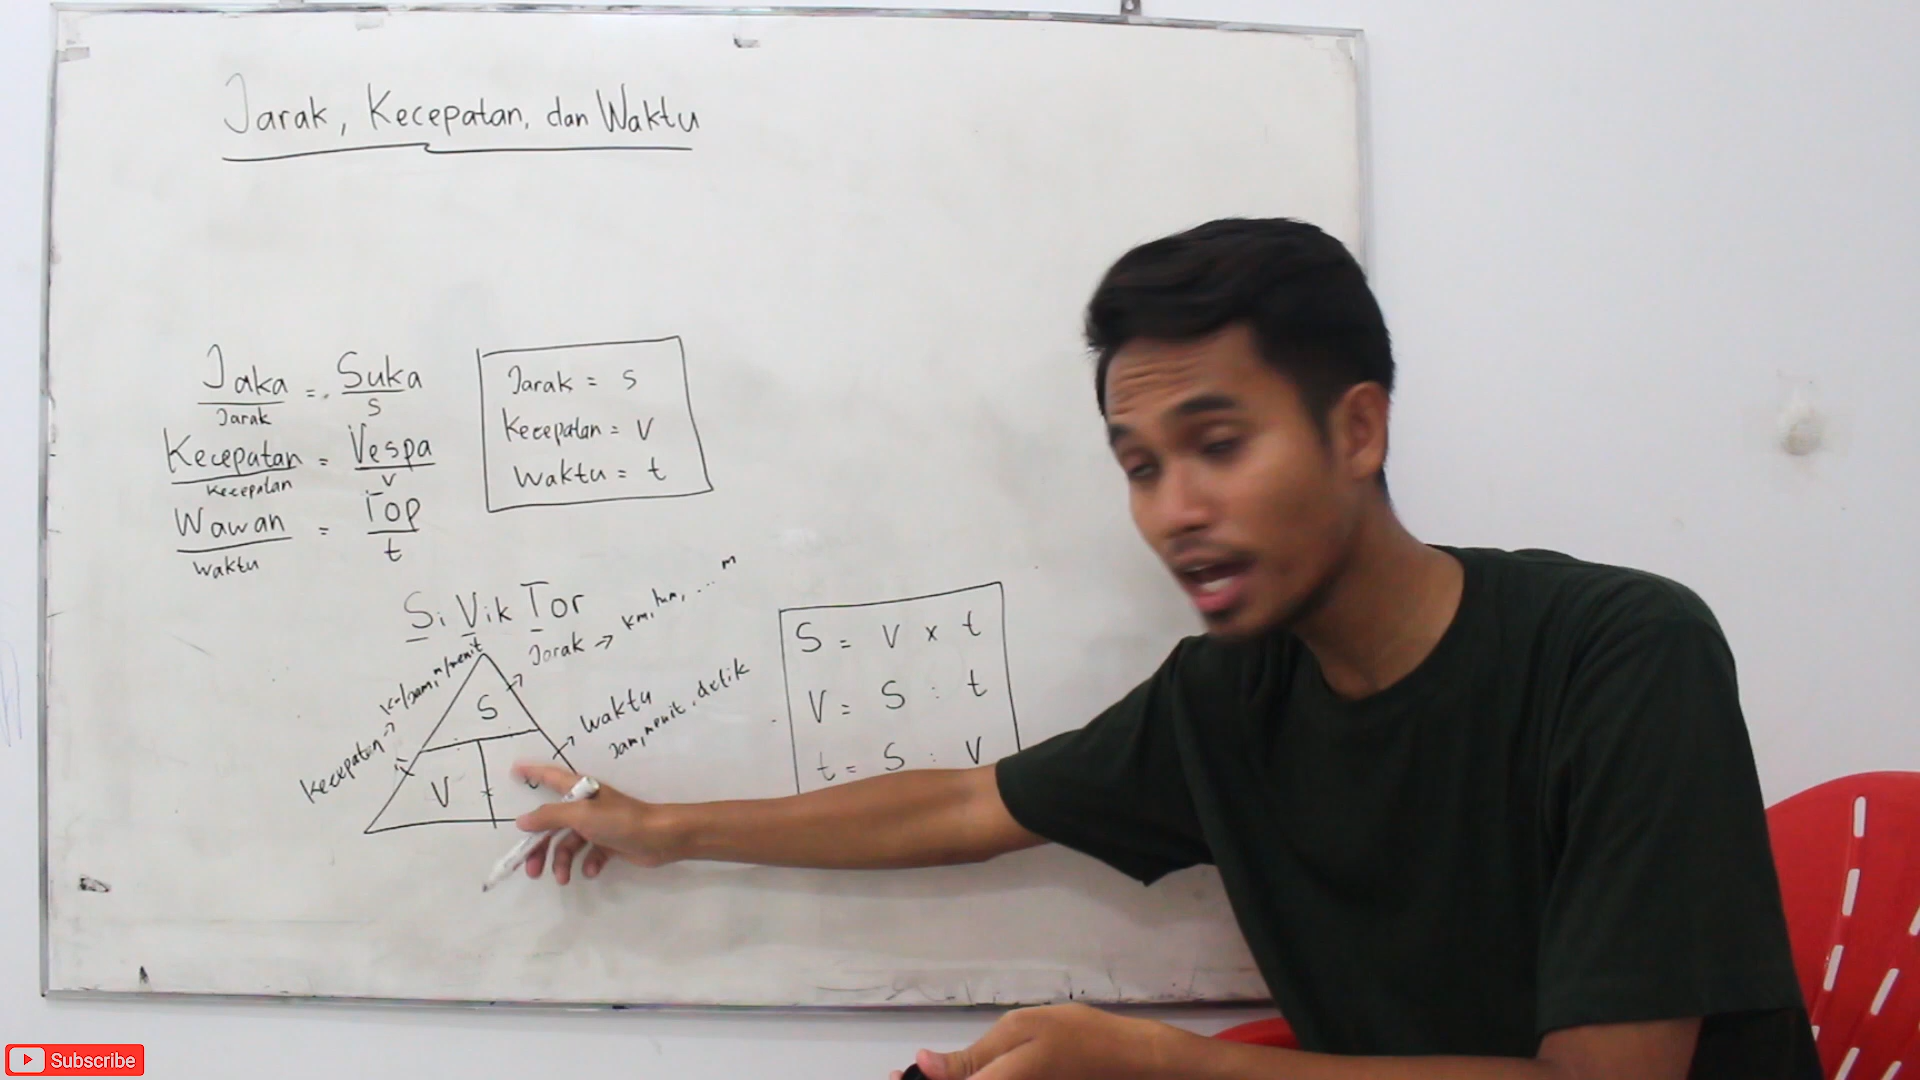 Jarak, Kecepatan, dan Waktu
Jaka = Suka
Jarak S
Kecepatan = Vespa
Kecepatan V
Wawan = Top
Waktu t
Jarak = s
Kecepatan = V
Waktu = t
Si Vik Tor
Jarak → km, hm, ... m
Kecepatan → m/menit
Waktu
Jam, menit, detik
S
V
t
S = V x t
V = S : t
t = S : V
Subscribe